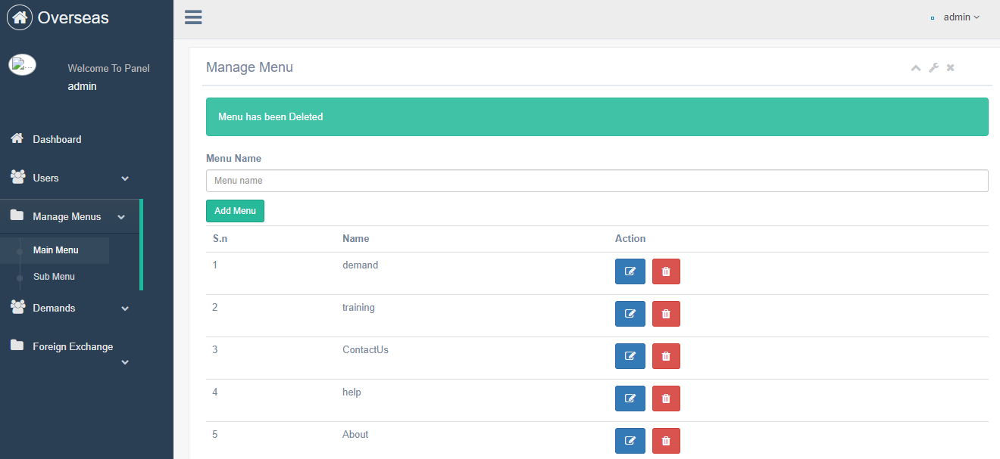 Overseas
admin
Welcome To Panel
admin
Dashboard
Users
Manage Menus
Main Menu
Sub Menu
Demands
Foreign Exchange
Manage Menu
Menu has been Deleted
Menu Name
Menu name
Add Menu
S.n Name Action
1 demand
2 training
3 ContactUs
4 help
5 About